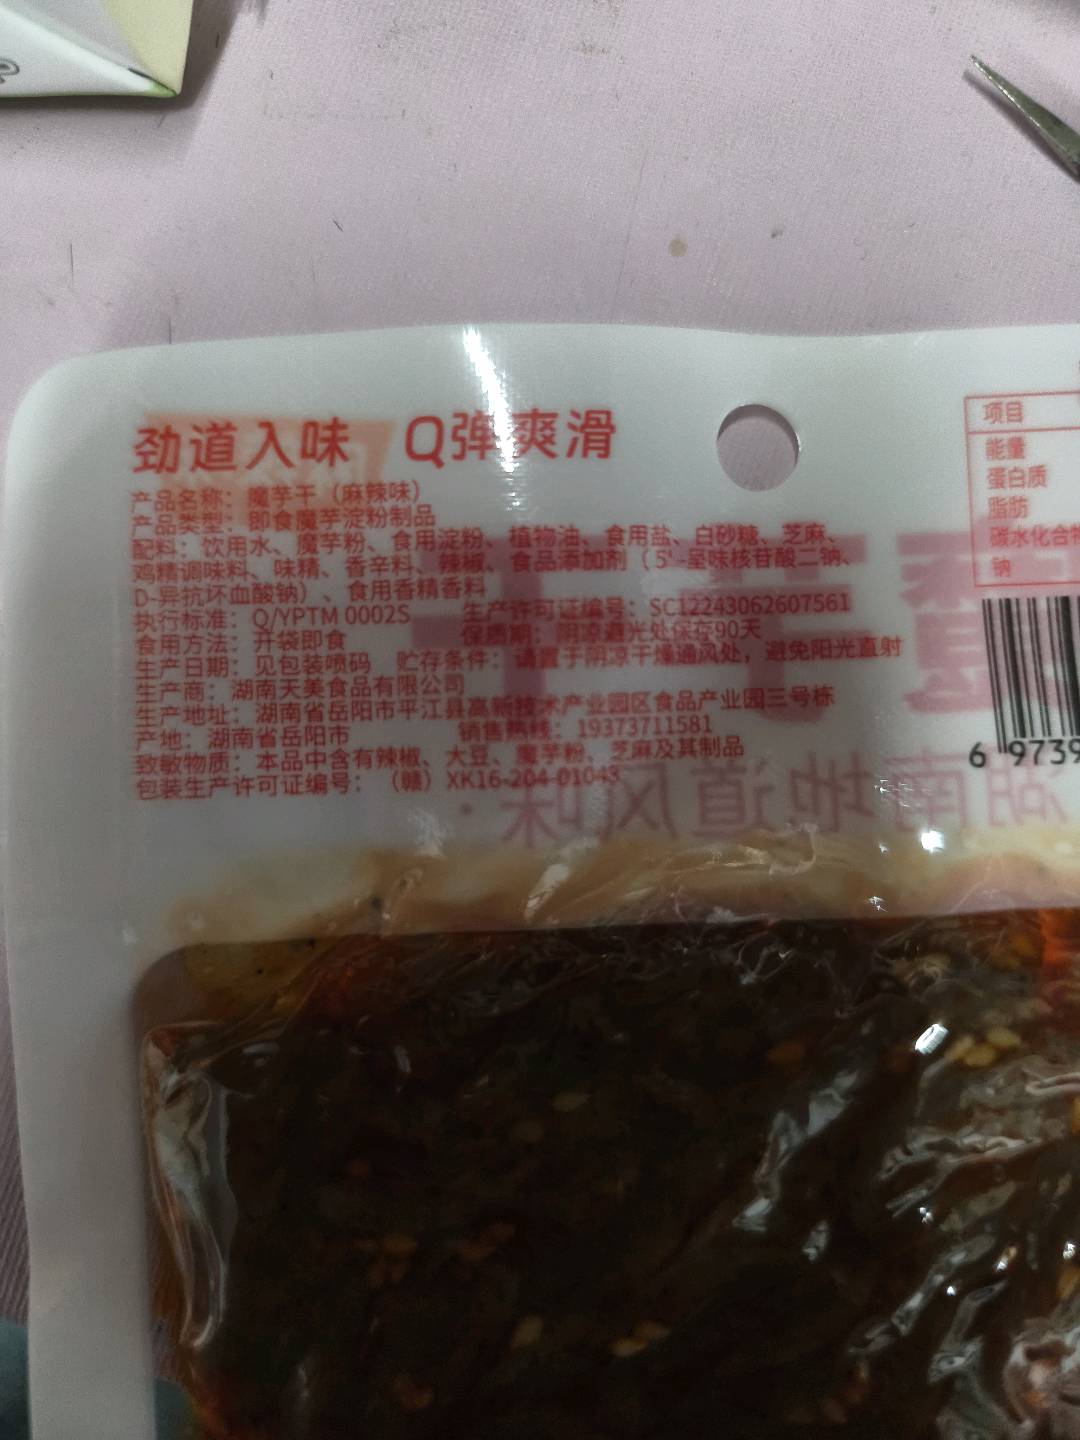 劲道入味 Q弹爽滑
产品名称：魔芋干（麻辣味）
产品类型：即食魔芋淀粉制品
配料：饮用水、魔芋粉、食用淀粉、植物油、食用盐、白砂糖、芝麻、
鸡精调味料、味精、香辛料、辣椒、食品添加剂（5'-呈味核苷酸二钠、
D-异抗坏血酸钠）、食用香精香料
执行标准：Q/YPTM 0002S 生产许可证编号：SC12243062607561
食用方法：开袋即食 保质期：阴凉避光处保存90天
生产日期：见包装喷码 贮存条件：请置于阴凉干燥通风处，避免阳光直射
生产商：湖南天美食品有限公司
生产地址：湖南省岳阳市平江县高新技术产业园区食品产业园三号栋
产地：湖南省岳阳市 销售热线：19373711581
致敏物质：本品中含有辣椒、大豆、魔芋粉、芝麻及其制品
包装生产许可证编号：（赣）XK16-204-01043
项目
能量
蛋白质
脂肪
碳水化合物
钠
6 9739
湖南地道风味